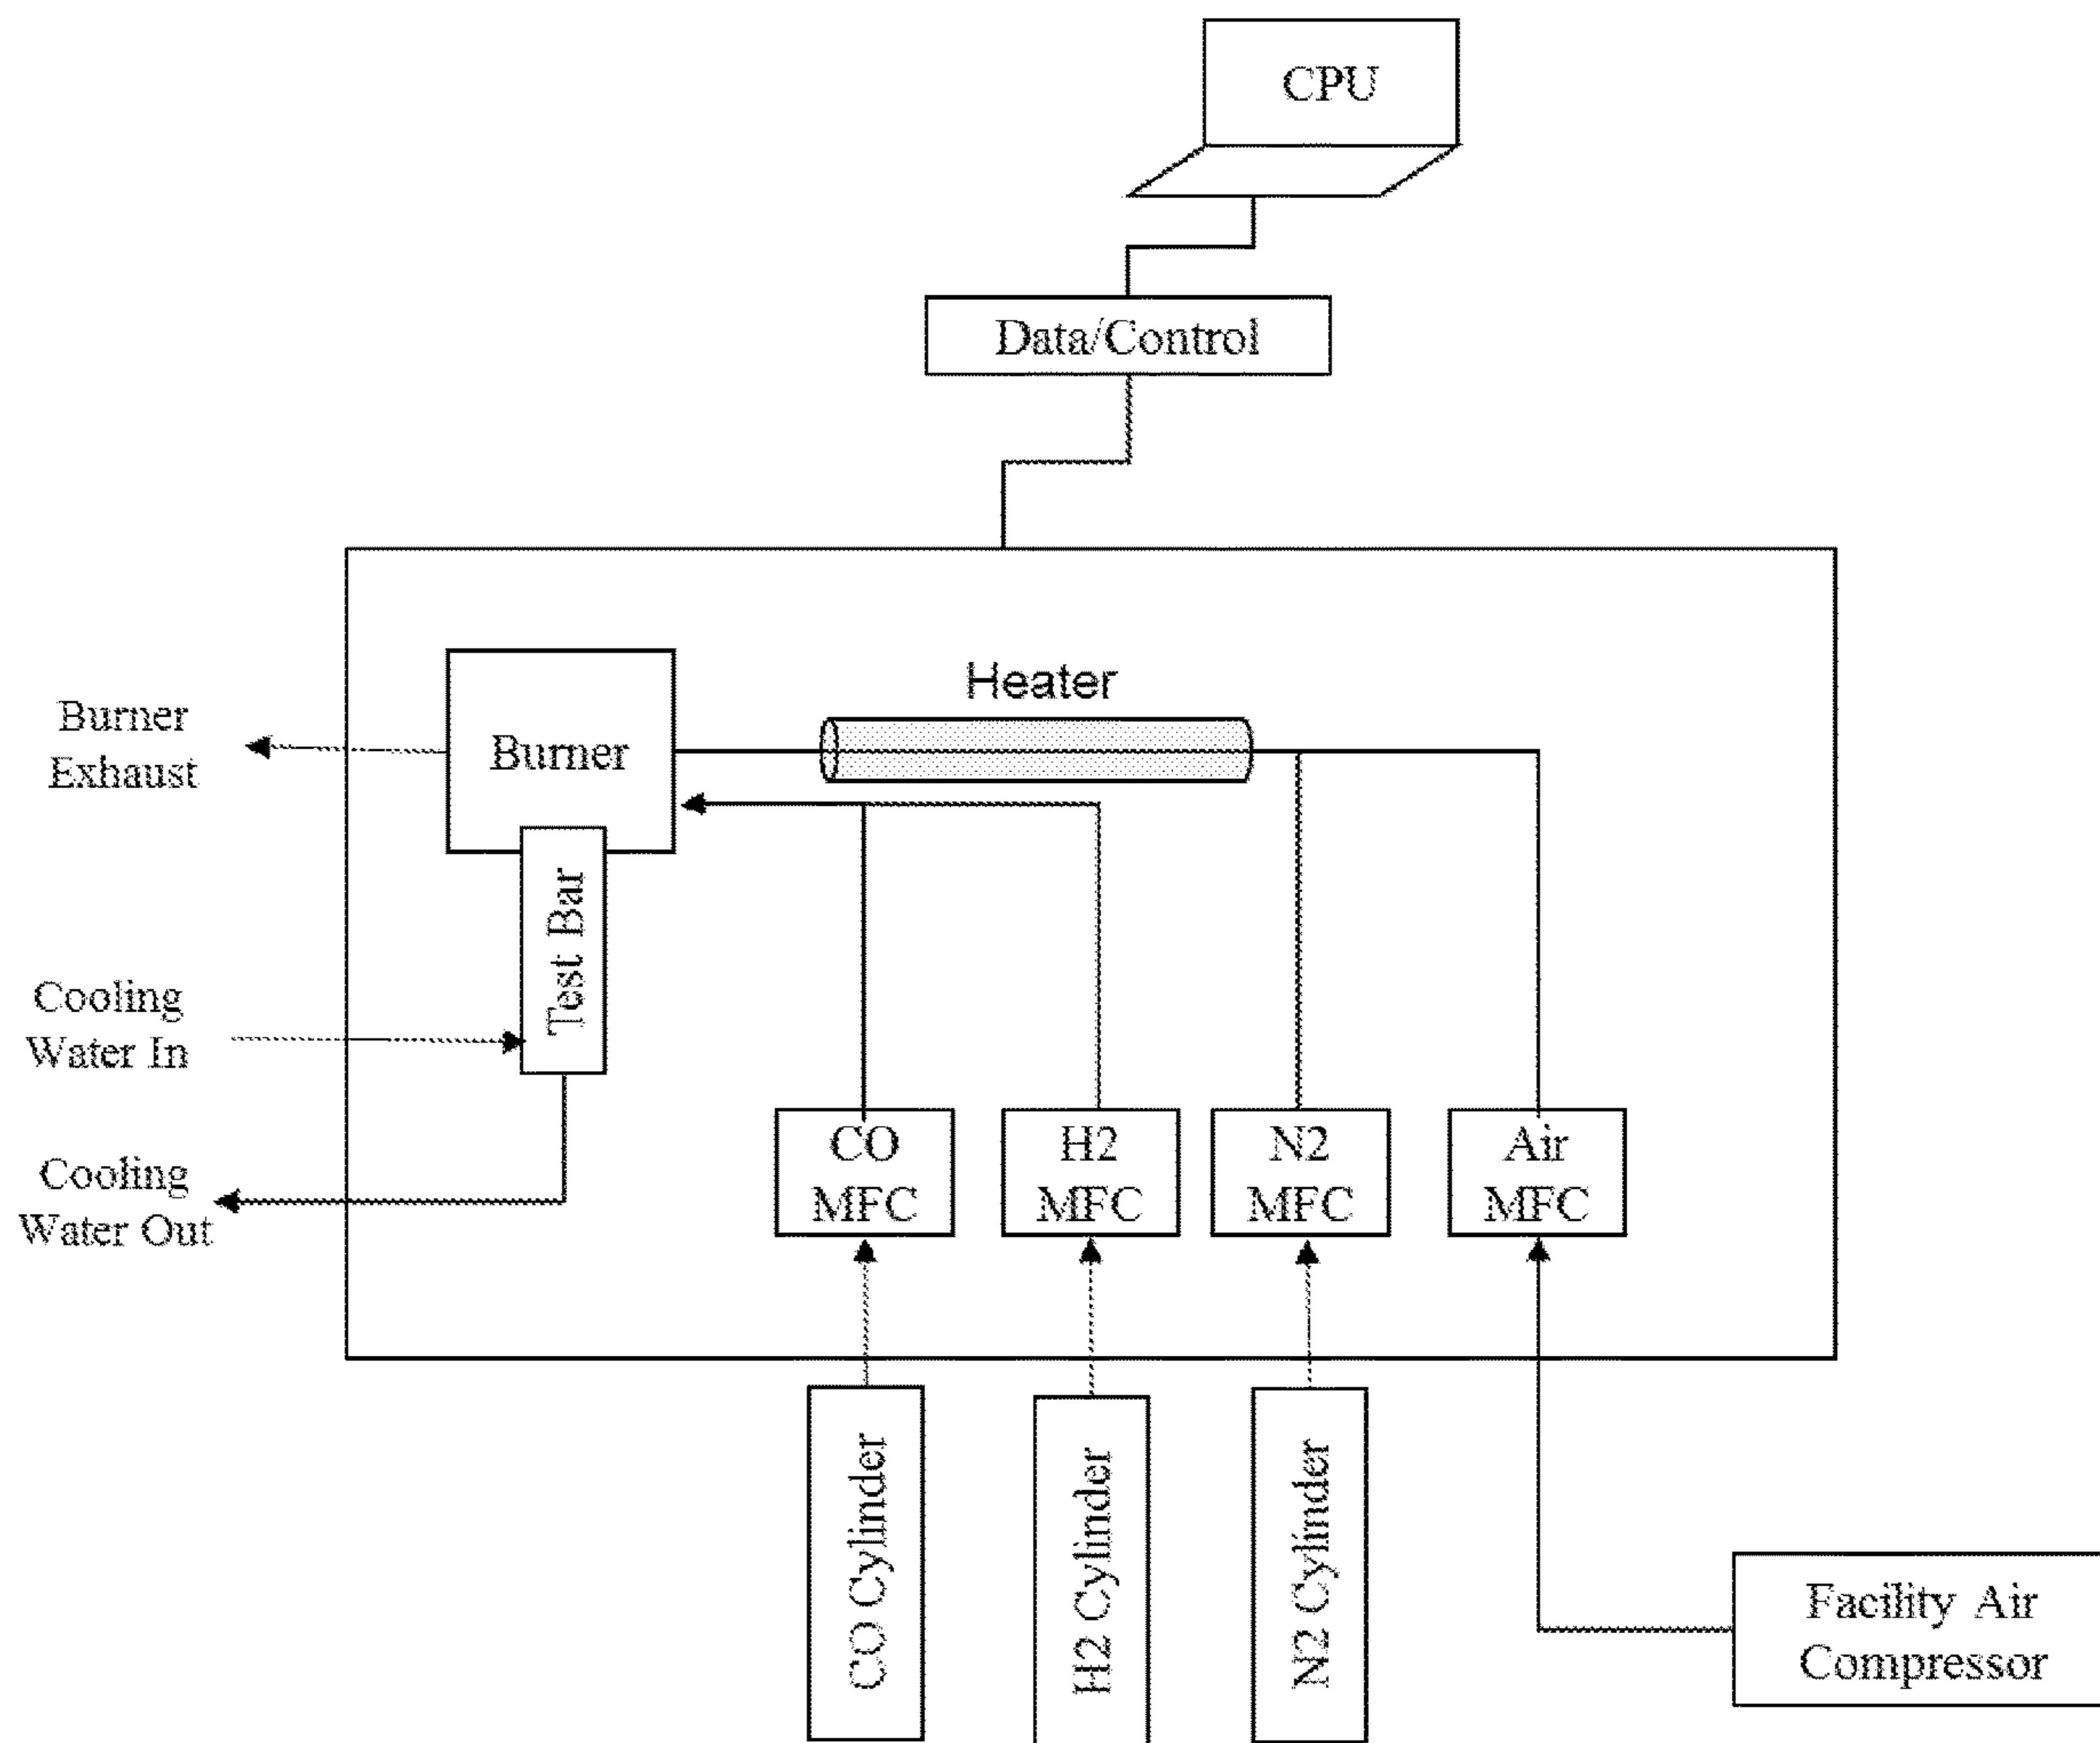 CPU
Data/Control
Heater
Burner
Exhaust
Burner
Test Bar
Cooling
Water In
Cooling
Water Out
CO
MFC
H2
MFC
N2
MFC
Air
MFC
CO Cylinder
H2 Cylinder
N2 Cylinder
Facility Air
Compressor